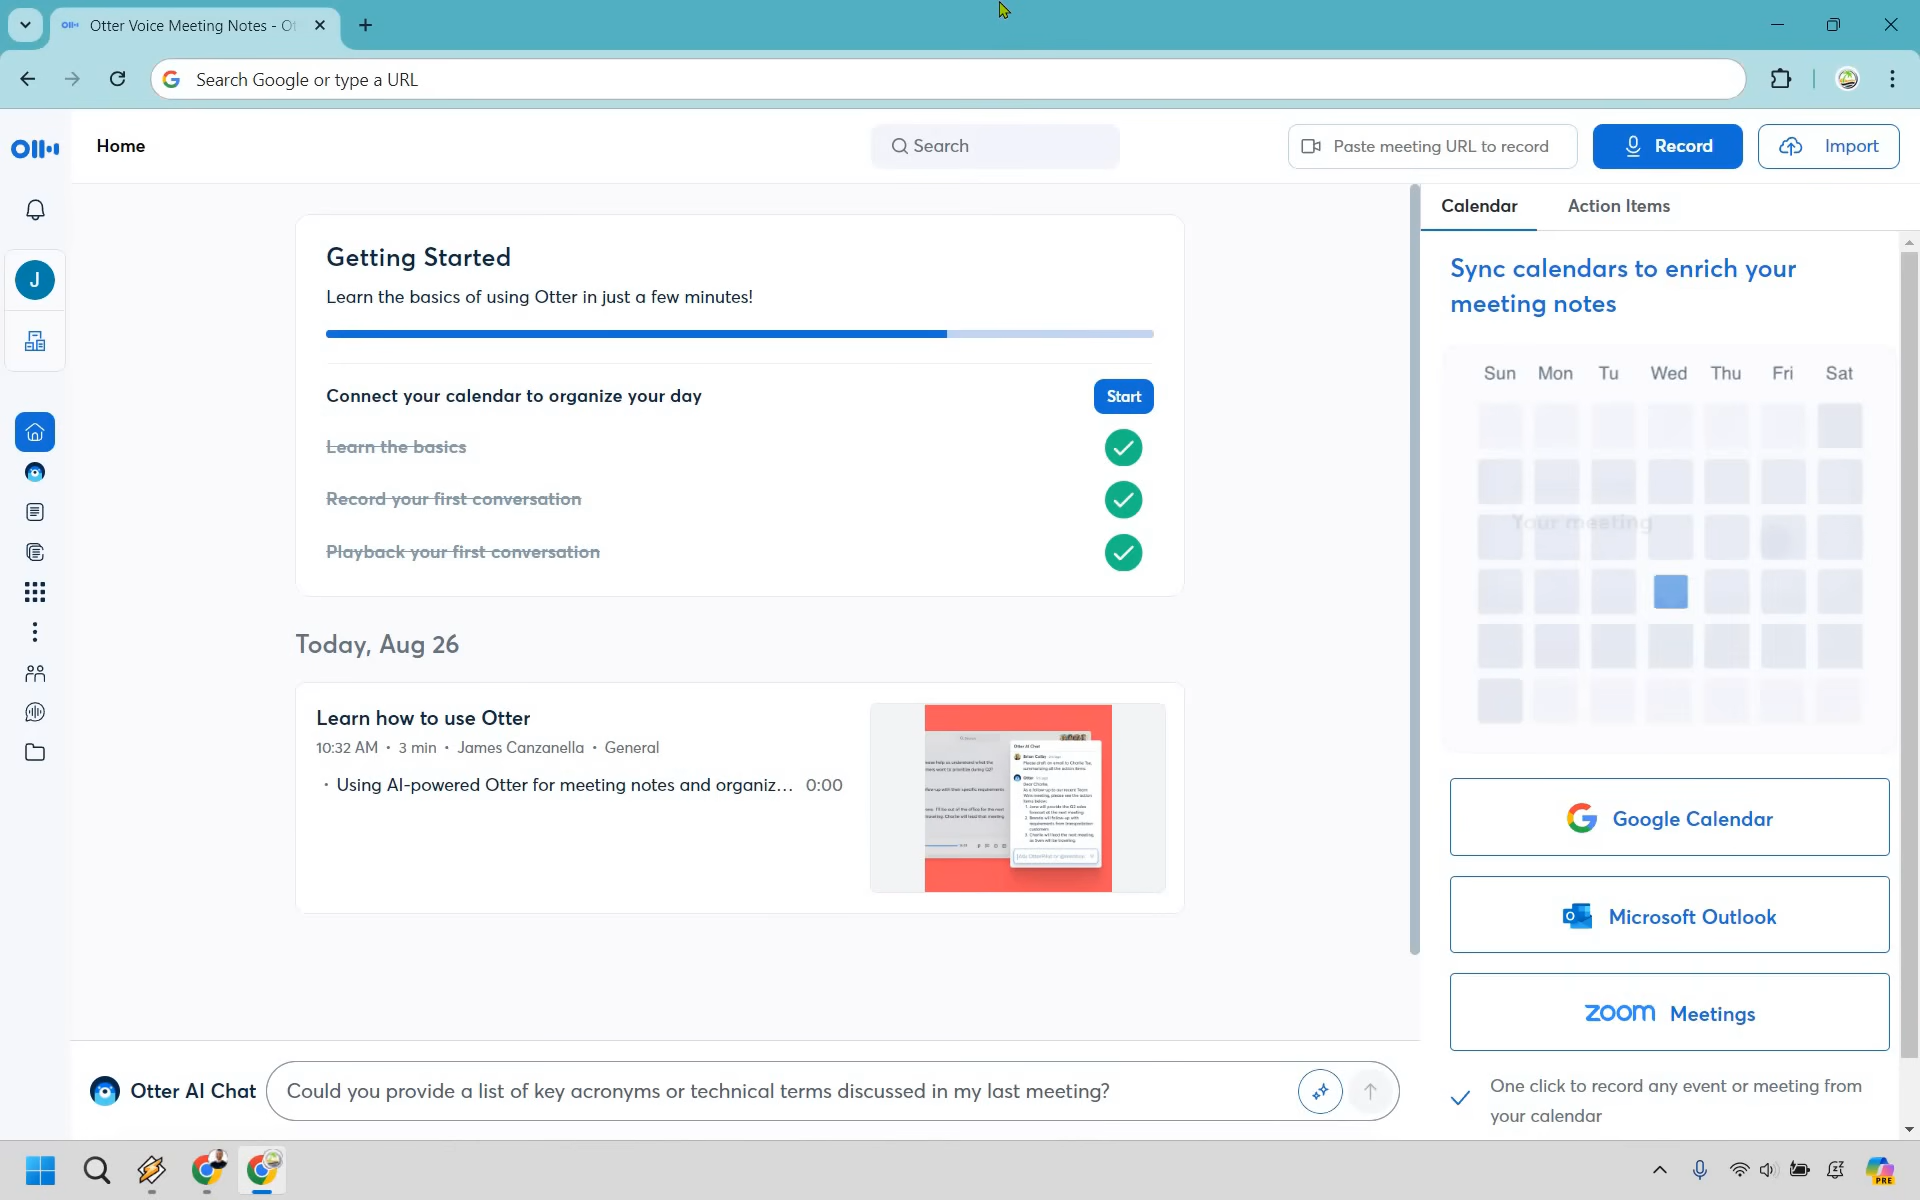 Otter Voice Meeting Notes - Ot
Search Google or type a URL
Home
Search
Paste meeting URL to record
Record
Import
Calendar
Action Items
Getting Started
Learn the basics of using Otter in just a few minutes!
Connect your calendar to organize your day
Start
Learn the basics
Record your first conversation
Playback your first conversation
Today, Aug 26
Learn how to use Otter
10:32 AM • 3 min • James Canzanella • General
• Using AI-powered Otter for meeting notes and organiz... 0:00
J
Sync calendars to enrich your
meeting notes
Sun Mon Tu Wed Thu Fri Sat
Your meeting
Google Calendar
Microsoft Outlook
zoom Meetings
One click to record any event or meeting from
your calendar
Otter AI Chat
Could you provide a list of key acronyms or technical terms discussed in my last meeting?
PRE